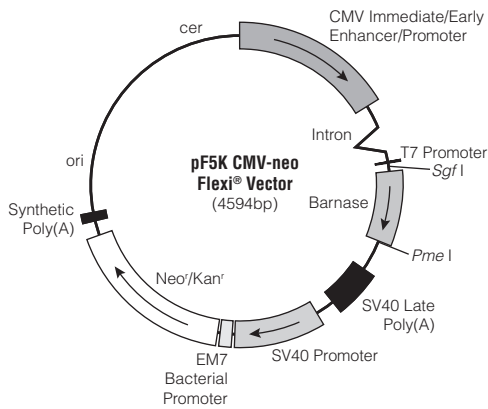 CMV Immediate/Early
Enhancer/Promoter
cer
Intron
T7 Promoter
Sgf I
ori
pF5K CMV-neo
Flexi® Vector
(4594bp)
Barnase
Synthetic
Poly(A)
Pme I
Neoʳ/Kanʳ
SV40 Late
Poly(A)
SV40 Promoter
EM7
Bacterial
Promoter